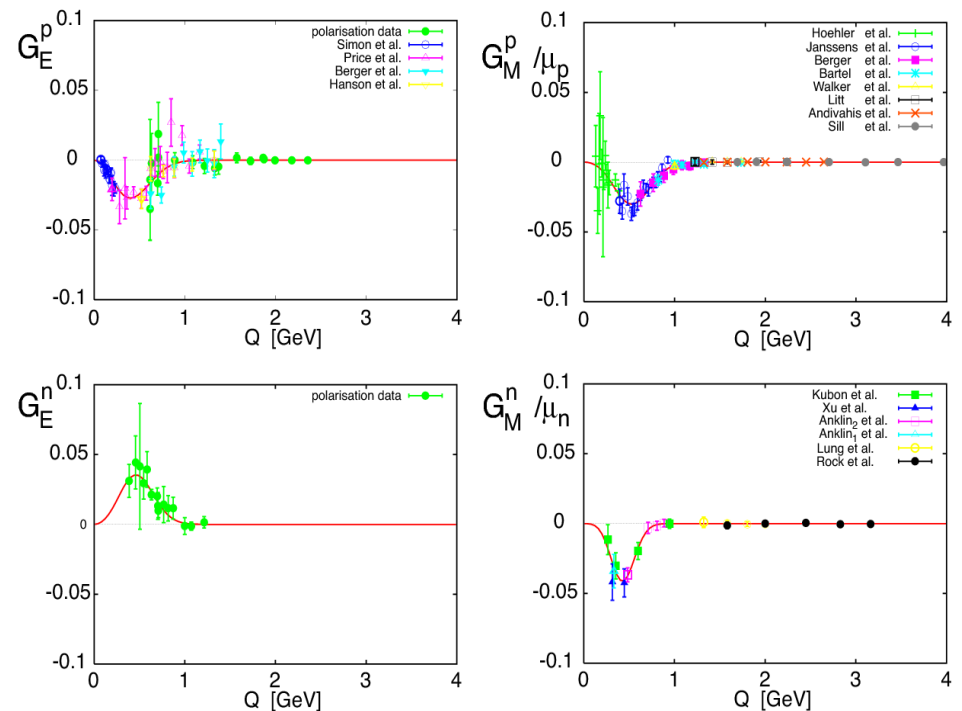 G_E^p
0.1
0.05
0
-0.05
-0.1
polarisation data
Simon et al.
Price et al.
Berger et al.
Hanson et al.
0 1 2 3 4
Q [GeV]
G_M^p /μ_p
0.1
0.05
0
-0.05
-0.1
Hoehler et al.
Janssens et al.
Berger et al.
Bartel et al.
Walker et al.
Litt et al.
Andivahis et al.
Sill et al.
0 1 2 3 4
Q [GeV]
G_E^n
0.1
0.05
0
-0.05
-0.1
polarisation data
0 1 2 3 4
Q [GeV]
G_M^n /μ_n
0.1
0.05
0
-0.05
-0.1
Kubon et al.
Xu et al.
Anklin₂ et al.
Anklin₁ et al.
Lung et al.
Rock et al.
0 1 2 3 4
Q [GeV]